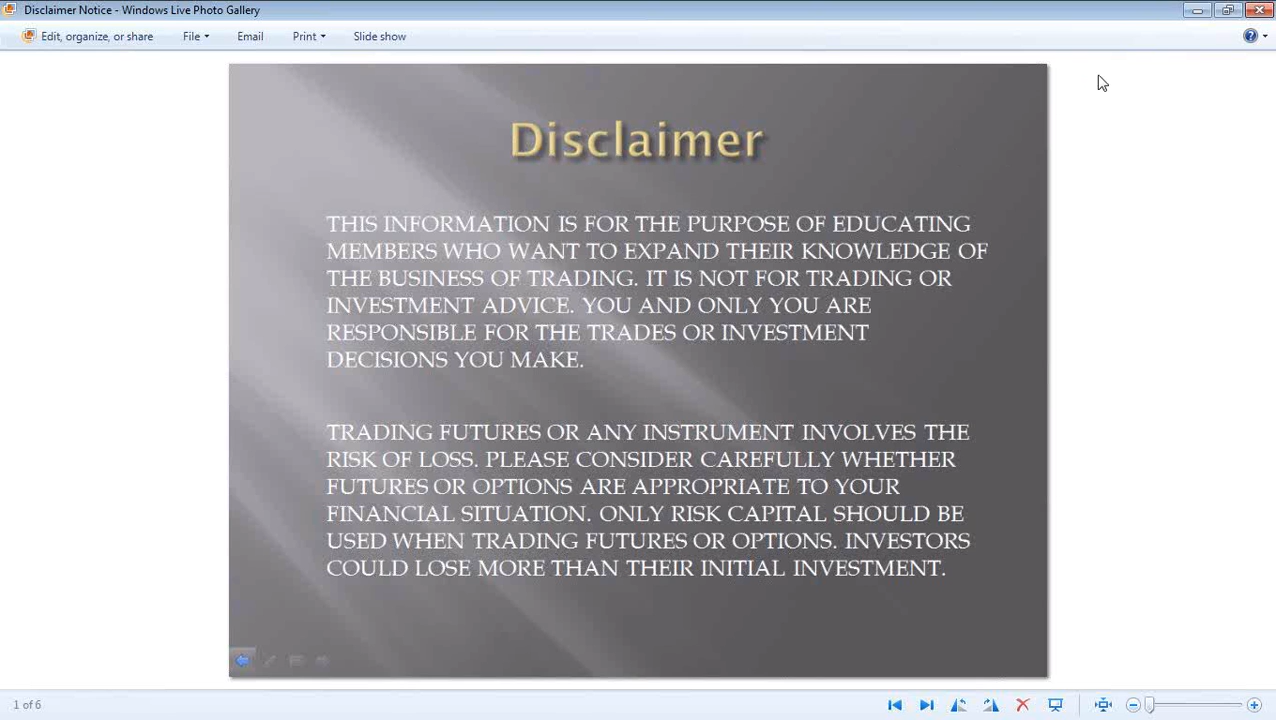 Disclaimer Notice - Windows Live Photo Gallery
Edit, organize, or share File Email Print Slide show
Disclaimer
THIS INFORMATION IS FOR THE PURPOSE OF EDUCATING
MEMBERS WHO WANT TO EXPAND THEIR KNOWLEDGE OF
THE BUSINESS OF TRADING. IT IS NOT FOR TRADING OR
INVESTMENT ADVICE. YOU AND ONLY YOU ARE
RESPONSIBLE FOR THE TRADES OR INVESTMENT
DECISIONS YOU MAKE.
TRADING FUTURES OR ANY INSTRUMENT INVOLVES THE
RISK OF LOSS. PLEASE CONSIDER CAREFULLY WHETHER
FUTURES OR OPTIONS ARE APPROPRIATE TO YOUR
FINANCIAL SITUATION. ONLY RISK CAPITAL SHOULD BE
USED WHEN TRADING FUTURES OR OPTIONS. INVESTORS
COULD LOSE MORE THAN THEIR INITIAL INVESTMENT.
1 of 6